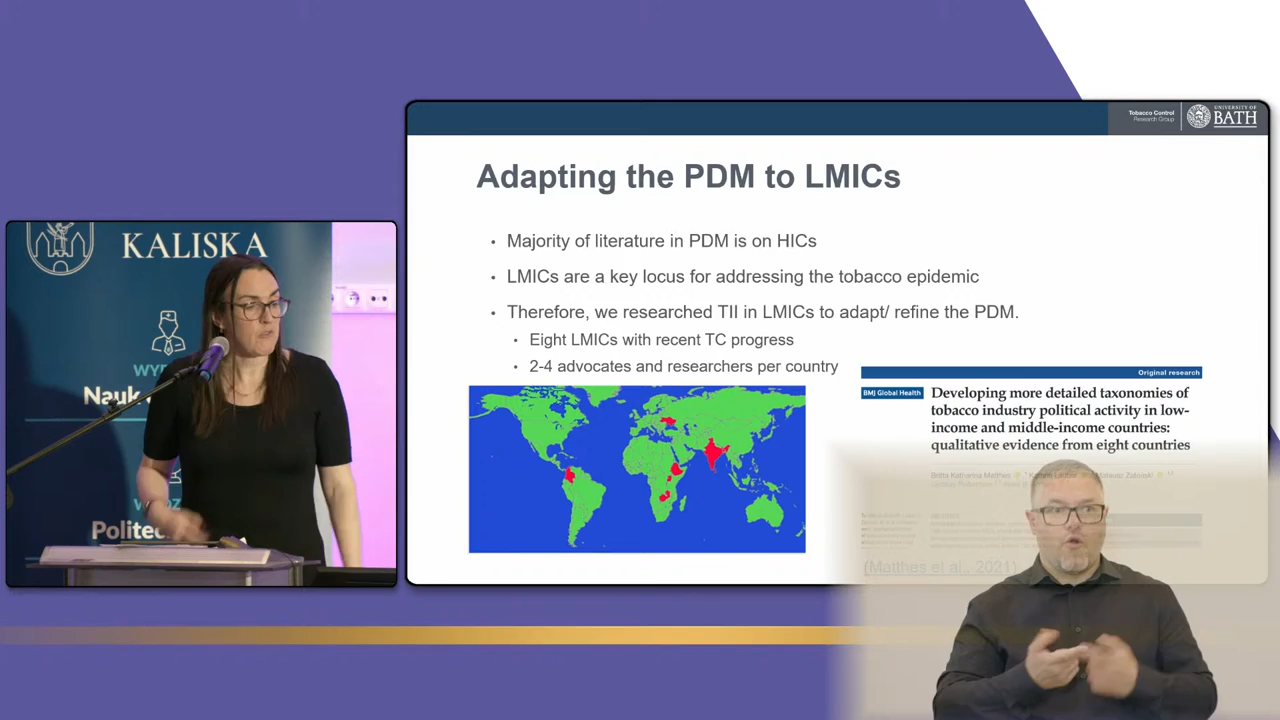 KALISKA
WY
Nauk
Polite
Tobacco Control
Research Group
UNIVERSITY OF
BATH
Adapting the PDM to LMICs
• Majority of literature in PDM is on HICs
• LMICs are a key locus for addressing the tobacco epidemic
• Therefore, we researched TII in LMICs to adapt/ refine the PDM.
• Eight LMICs with recent TC progress
• 2-4 advocates and researchers per country
Original research
BMJ Global Health
Developing more detailed taxonomies of
tobacco industry political activity in low-
income and middle-income countries:
qualitative evidence from eight countries
Britta Katharina Matthes
(Matthes et al., 2021)